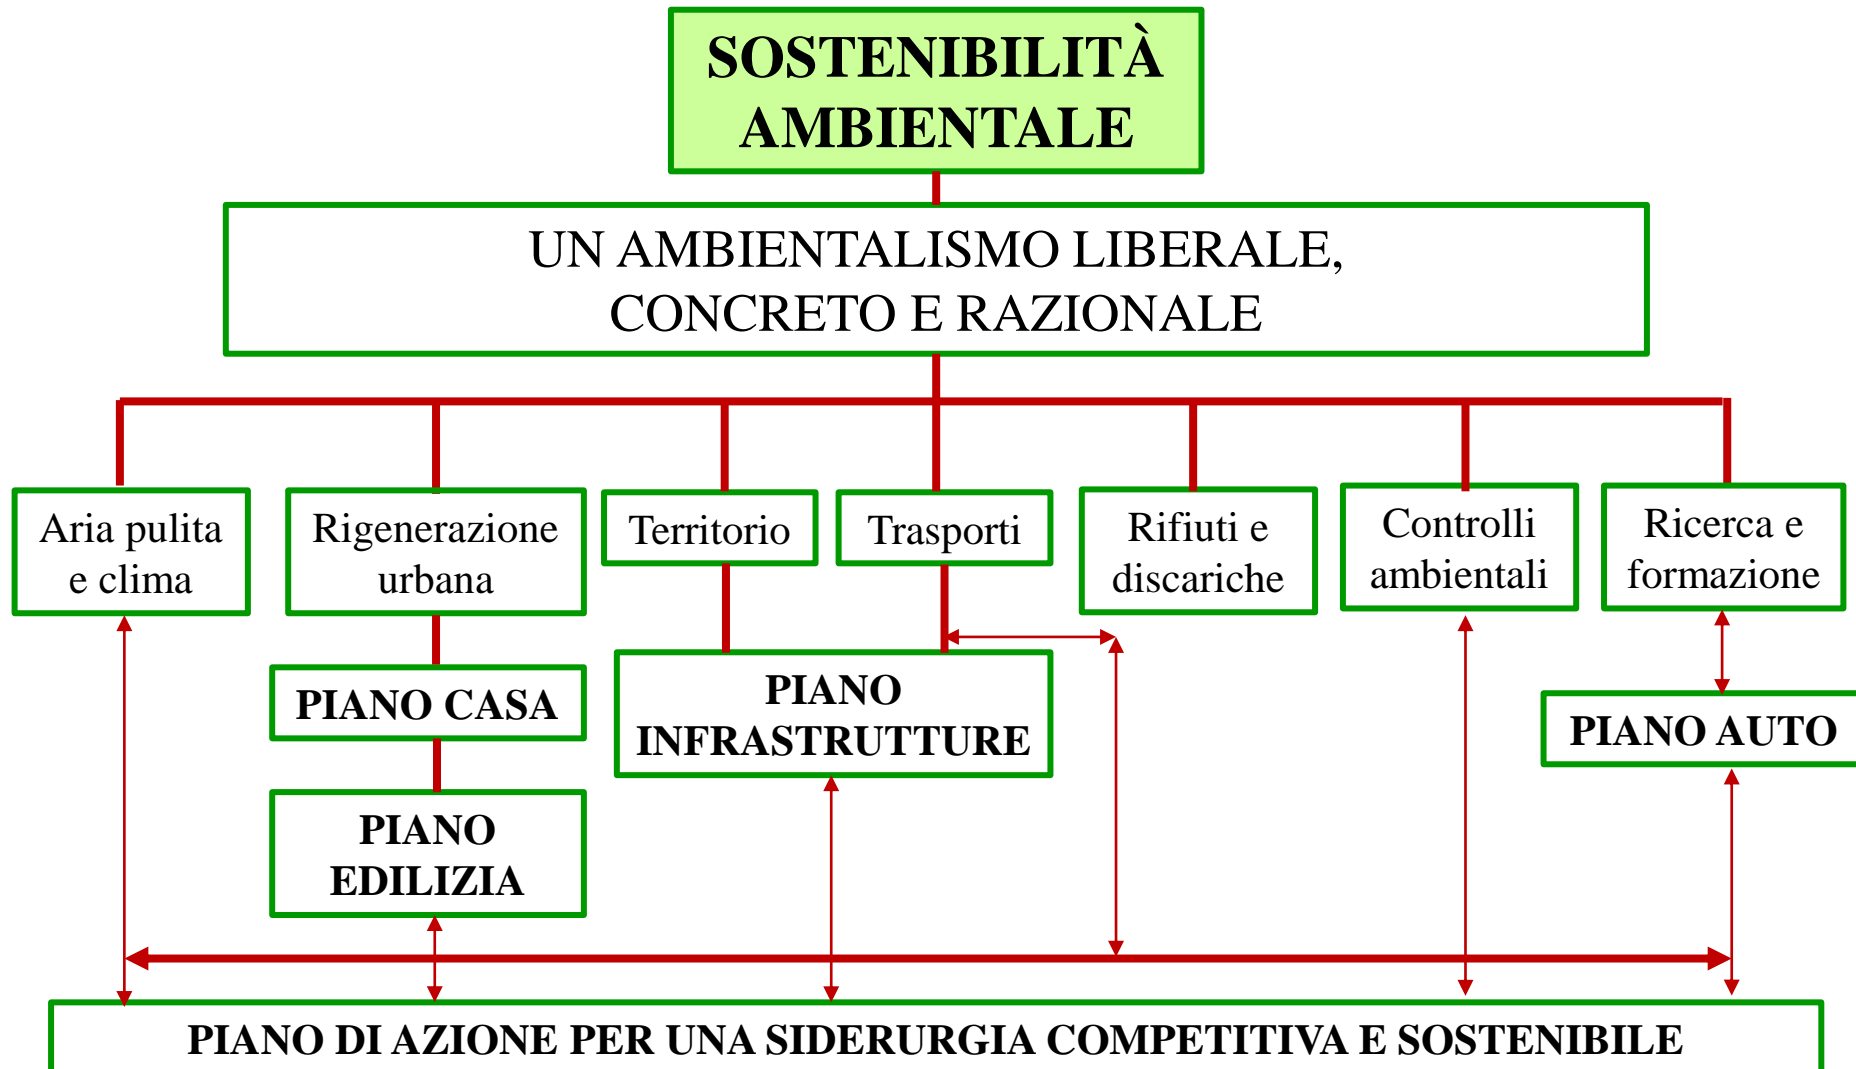 SOSTENIBILITÀ
AMBIENTALE
UN AMBIENTALISMO LIBERALE,
CONCRETO E RAZIONALE
Aria pulita
e clima
Rigenerazione
urbana
Territorio
Trasporti
Rifiuti e
discariche
Controlli
ambientali
Ricerca e
formazione
PIANO CASA
PIANO
INFRASTRUTTURE
PIANO AUTO
PIANO
EDILIZIA
PIANO DI AZIONE PER UNA SIDERURGIA COMPETITIVA E SOSTENIBILE